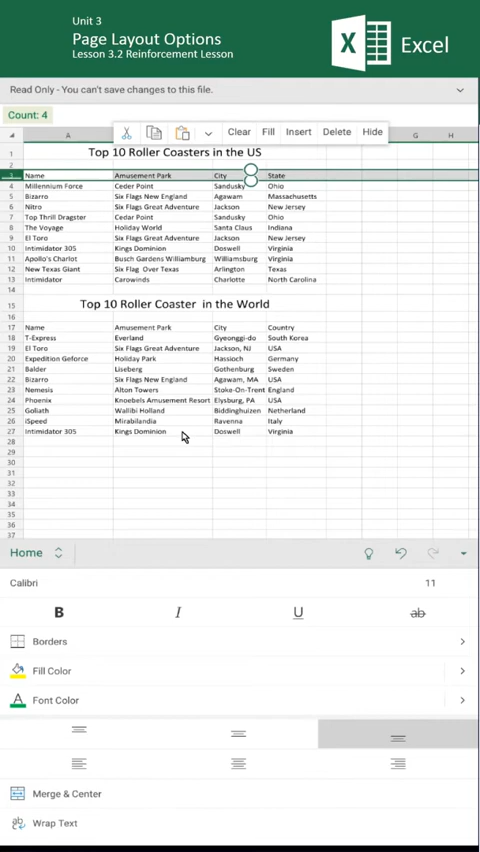 Unit 3
Page Layout Options
Lesson 3.2 Reinforcement Lesson
X Excel
Read Only - You can't save changes to this file.
Count: 4
Clear Fill Insert Delete Hide
A G H
1 Top 10 Roller Coasters in the US
2
3 Name Amusement Park City State
4 Millennium Force Ceder Point Sandusky Ohio
5 Bizarro Six Flags New England Agawam Massachusetts
6 Nitro Six Flags Great Adventure Jackson New Jersey
7 Top Thrill Dragster Cedar Point Sandusky Ohio
8 The Voyage Holiday World Santa Claus Indiana
9 El Toro Six Flags Great Adventure Jackson New Jersey
10 Intimidator 305 Kings Dominion Doswell Virginia
11 Apollo's Charlot Busch Gardens Williamburg Williamsburg Virginia
12 New Texas Giant Six Flag Over Texas Arlington Texas
13 Intimidator Carowinds Charlotte North Carolina
14
15 Top 10 Roller Coaster in the World
16
17 Name Amusement Park City Country
18 T-Express Everland Gyeonggi-do South Korea
19 El Toro Six Flags Great Adventure Jackson, NJ USA
20 Expedition Geforce Holiday Park Hassloch Germany
21 Balder Liseberg Gothenburg Sweden
22 Bizarro Six Flags New England Agawam, MA USA
23 Nemesis Alton Towers Stoke-On-Trent England
24 Phoenix Knoebels Amusement Resort Elysburg, PA USA
25 Goliath Wallibi Holland Biddinghuizen Netherland
26 iSpeed Mirabilandia Ravenna Italy
27 Intimidator 305 Kings Dominion Doswell Virginia
28
29
30
31
32
33
34
35
36
37
Home
Calibri 11
B I U ab
Borders
Fill Color
A Font Color
Merge & Center
ab Wrap Text